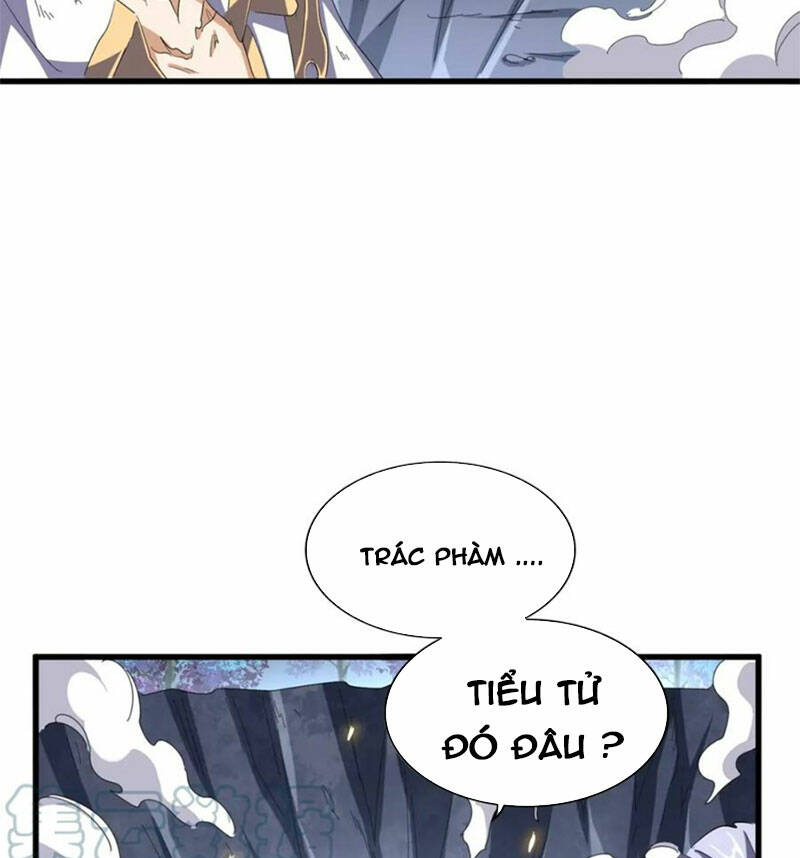 TRÁC PHÀM ....
TIỂU TỬ
ĐÓ ĐÂU ?